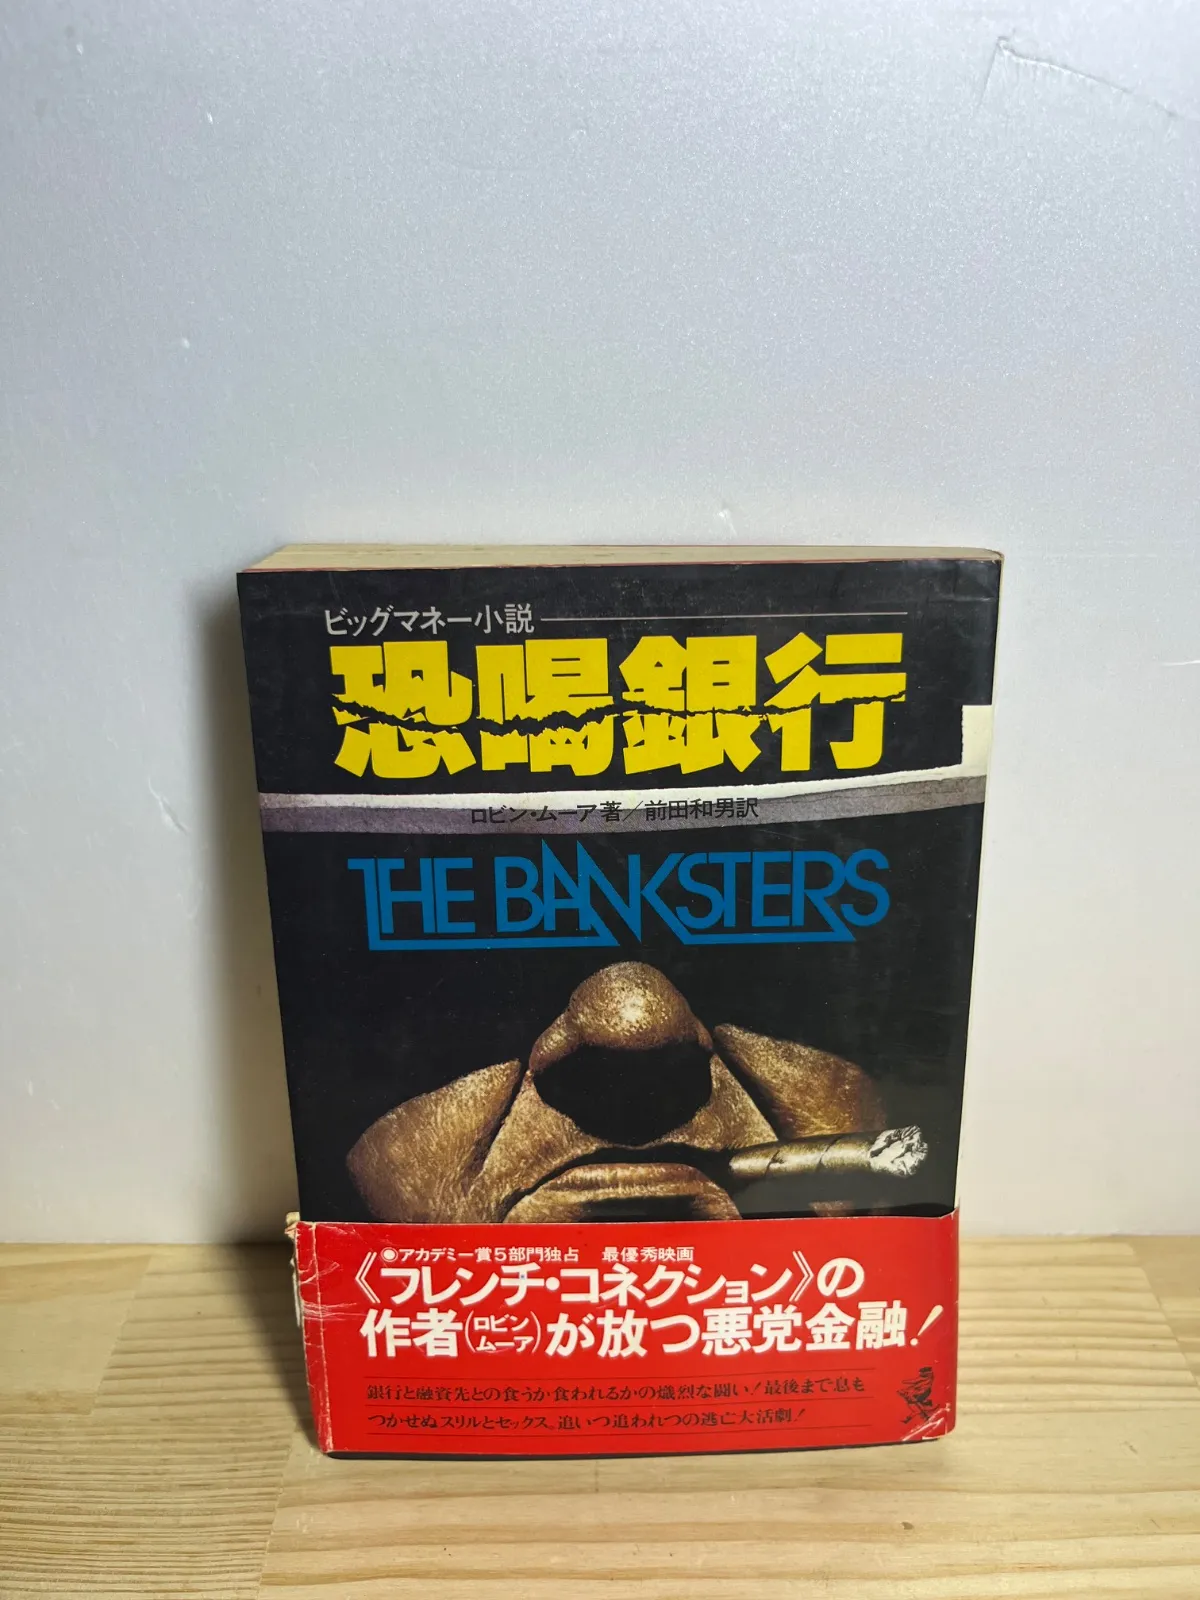 ビッグマネー小説
恐喝銀行
ロビン・ムーア著／前田和男訳
THE BANKSTERS
◉アカデミー賞5部門独占　最優秀映画
《フレンチ・コネクション》の
作者(ロビン ムーア)が放つ悪党金融!
銀行と融資先との食うか食われるかの熾烈な闘い!最後まで息も
つかせぬスリルとセックス。追いつ追われつの逃亡大活劇!